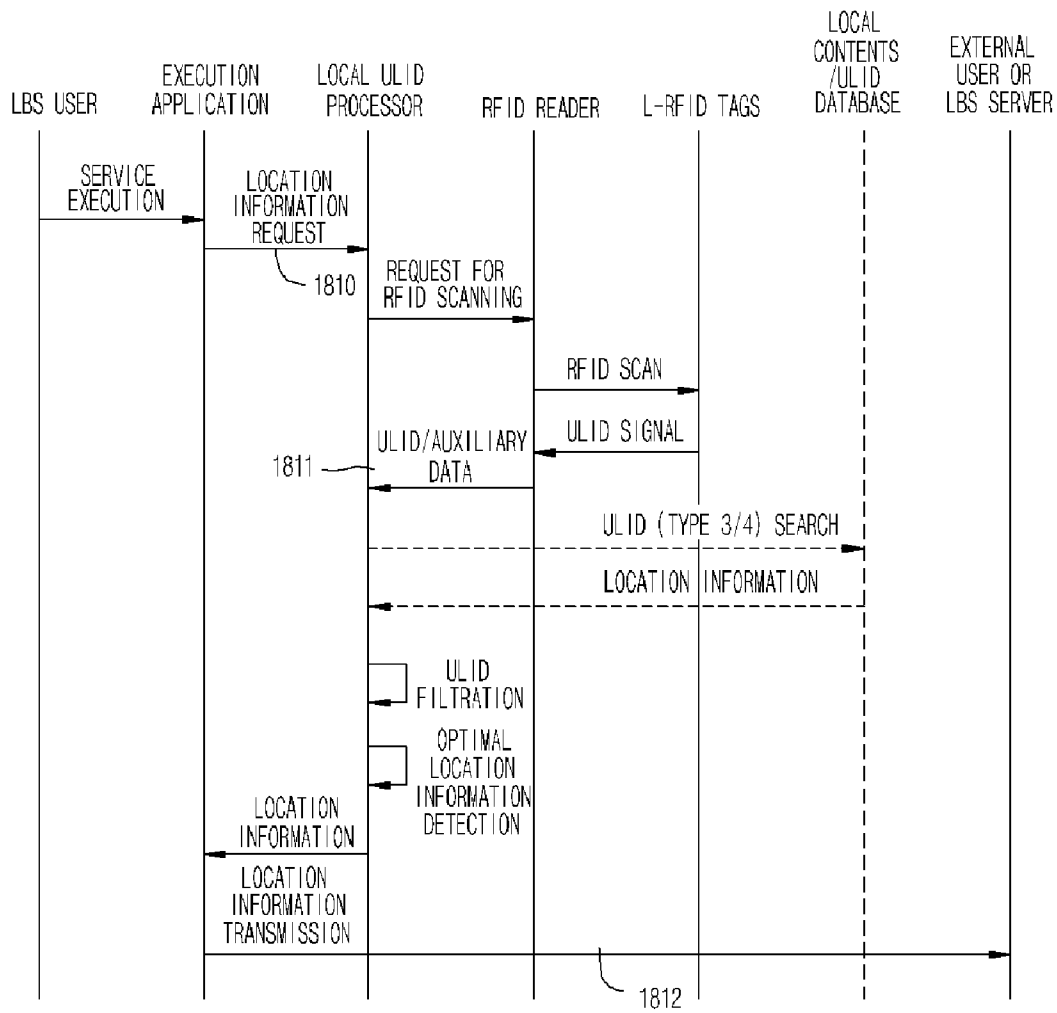 LBS USER
EXECUTION
APPLICATION
LOCAL ULID
PROCESSOR
RFID READER
L-RFID TAGS
LOCAL
CONTENTS
/ULID
DATABASE
EXTERNAL
USER OR
LBS SERVER
SERVICE
EXECUTION
LOCATION
INFORMATION
REQUEST
1810
REQUEST FOR
RFID SCANNING
RFID SCAN
ULID SIGNAL
ULID/AUXILIARY
DATA
1811
ULID (TYPE 3/4) SEARCH
LOCATION INFORMATION
ULID
FILTRATION
OPTIMAL
LOCATION
INFORMATION
DETECTION
LOCATION
INFORMATION
LOCATION
INFORMATION
TRANSMISSION
1812